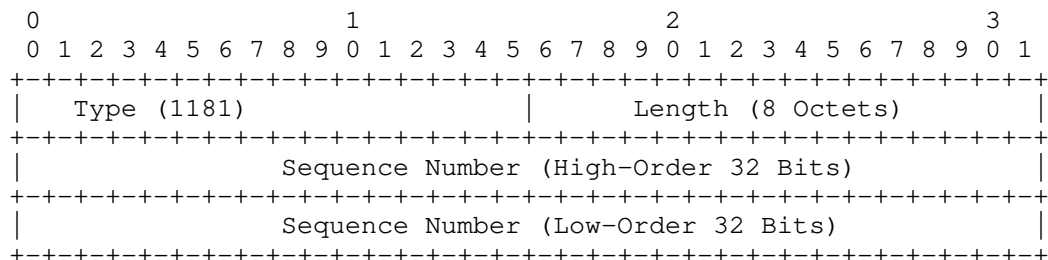 0                   1                   2                   3
 0 1 2 3 4 5 6 7 8 9 0 1 2 3 4 5 6 7 8 9 0 1 2 3 4 5 6 7 8 9 0 1
+-+-+-+-+-+-+-+-+-+-+-+-+-+-+-+-+-+-+-+-+-+-+-+-+-+-+-+-+-+-+-+-+
|   Type (1181)                 |      Length (8 Octets)        |
+-+-+-+-+-+-+-+-+-+-+-+-+-+-+-+-+-+-+-+-+-+-+-+-+-+-+-+-+-+-+-+-+
|                Sequence Number (High-Order 32 Bits)           |
+-+-+-+-+-+-+-+-+-+-+-+-+-+-+-+-+-+-+-+-+-+-+-+-+-+-+-+-+-+-+-+-+
|                Sequence Number (Low-Order 32 Bits)            |
+-+-+-+-+-+-+-+-+-+-+-+-+-+-+-+-+-+-+-+-+-+-+-+-+-+-+-+-+-+-+-+-+